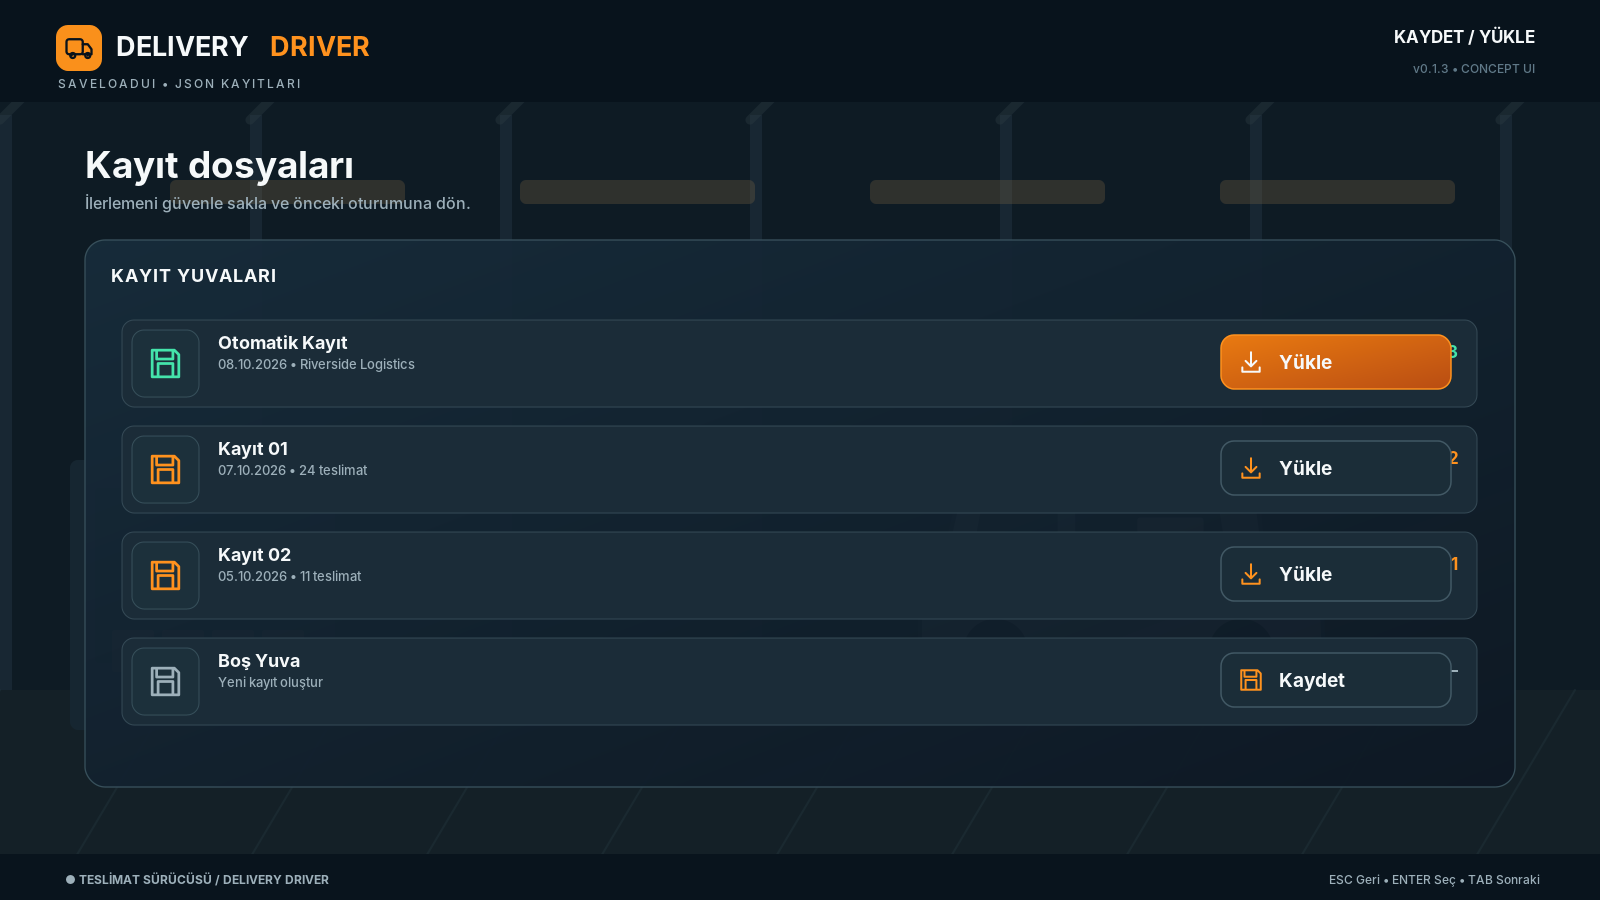 DELIVERY DRIVER
SAVELOADUI • JSON KAYITLARI
KAYDET / YÜKLE
v0.1.3 • CONCEPT UI
Kayıt dosyaları
İlerlemeni güvenle sakla ve önceki oturumuna dön.
KAYIT YUVALARI
Otomatik Kayıt
08.10.2026 • Riverside Logistics
Yükle
Kayıt 01
07.10.2026 • 24 teslimat
Yükle
2
Kayıt 02
05.10.2026 • 11 teslimat
Yükle
1
Boş Yuva
Yeni kayıt oluştur
Kaydet
TESLİMAT SÜRÜCÜSÜ / DELIVERY DRIVER
ESC Geri • ENTER Seç • TAB Sonraki